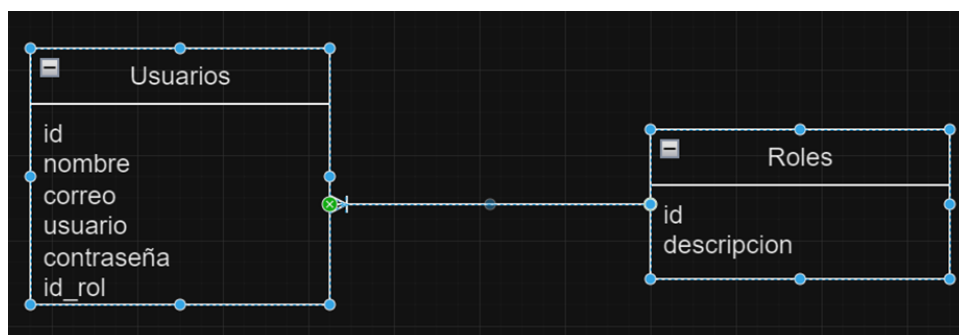 Usuarios
id
nombre
correo
usuario
contraseña
id_rol
Roles
id
descripcion